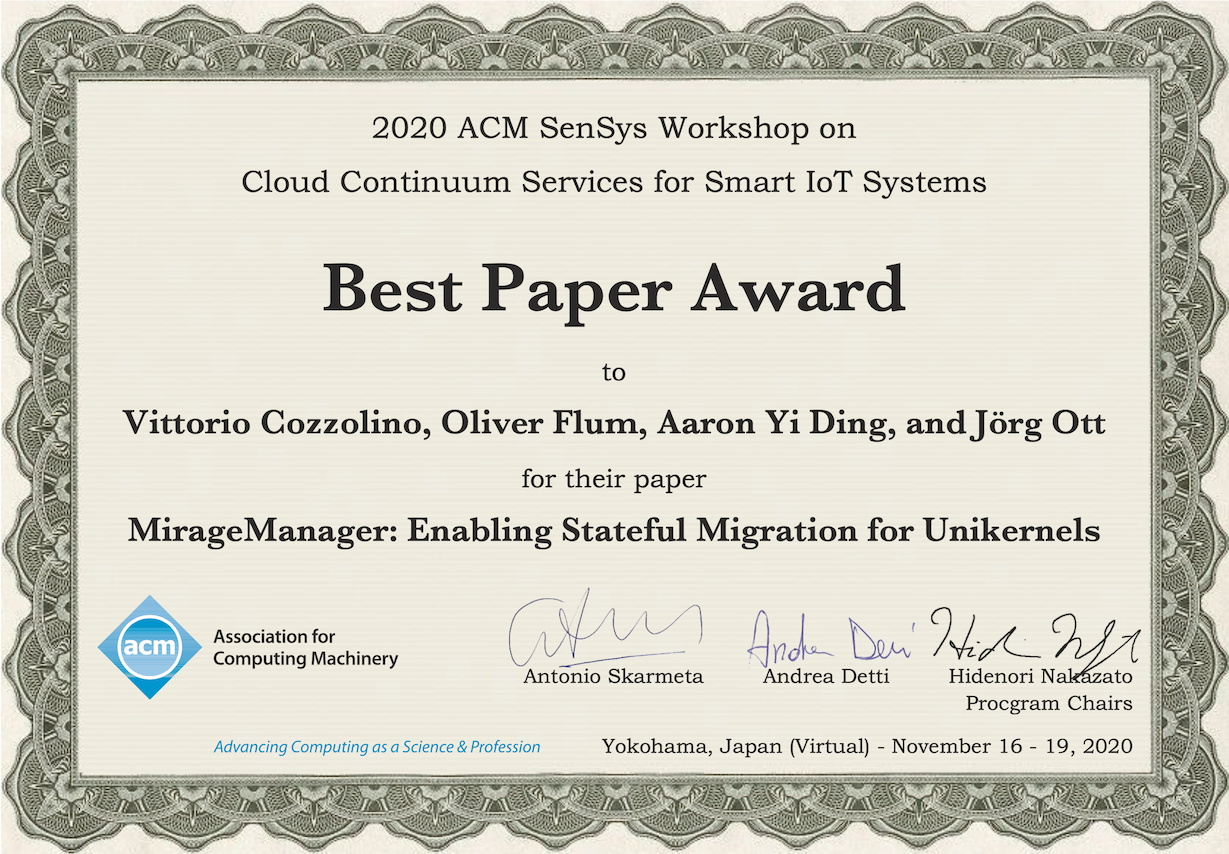 2020 ACM SenSys Workshop on
Cloud Continuum Services for Smart IoT Systems
Best Paper Award
to
Vittorio Cozzolino, Oliver Flum, Aaron Yi Ding, and Jörg Ott
for their paper
MirageManager: Enabling Stateful Migration for Unikernels
acm
Association for
Computing Machinery
Antonio Skarmeta
Andrea Detti
Hidenori Nakazato
Procgram Chairs
Advancing Computing as a Science & Profession
Yokohama, Japan (Virtual) - November 16 - 19, 2020